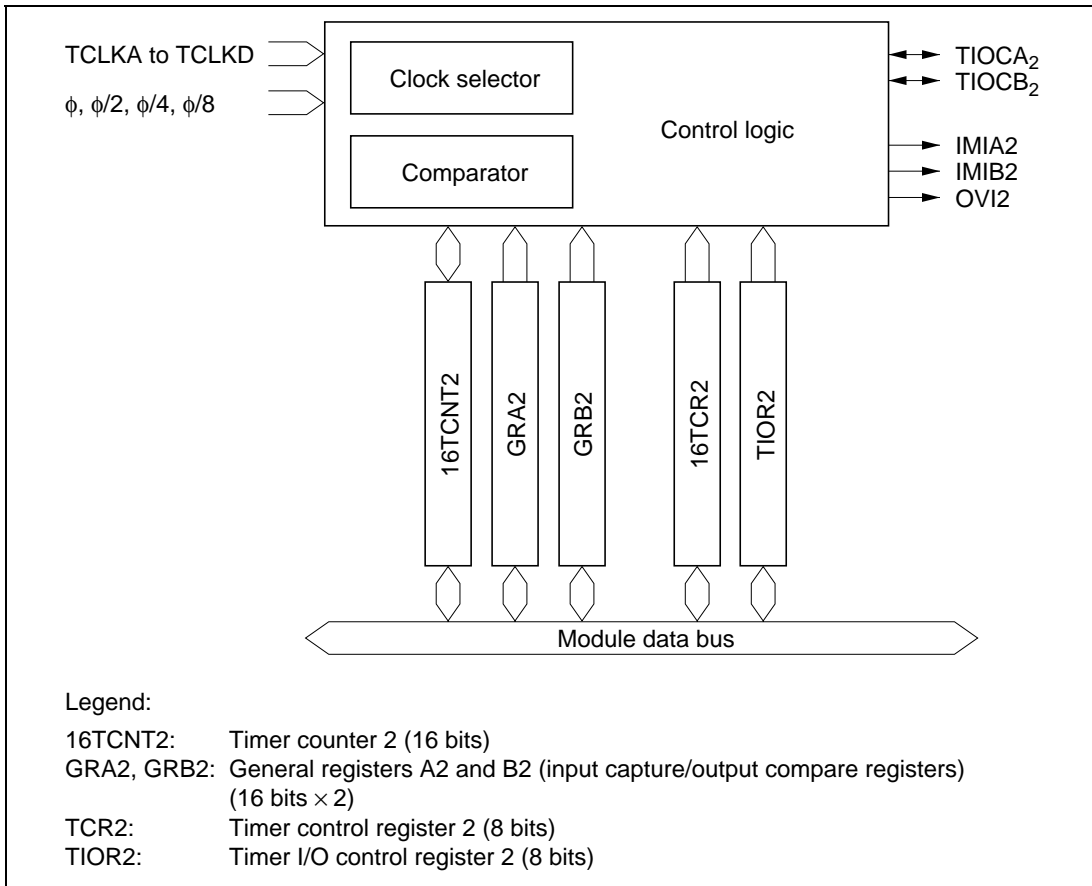 TCLKA to TCLKD
ϕ, ϕ/2, ϕ/4, ϕ/8
Clock selector
Comparator
Control logic
TIOCA₂
TIOCB₂
IMIA2
IMIB2
OVI2
16TCNT2
GRA2
GRB2
16TCR2
TIOR2
Module data bus
Legend:
16TCNT2: Timer counter 2 (16 bits)
GRA2, GRB2: General registers A2 and B2 (input capture/output compare registers)
(16 bits × 2)
TCR2: Timer control register 2 (8 bits)
TIOR2: Timer I/O control register 2 (8 bits)